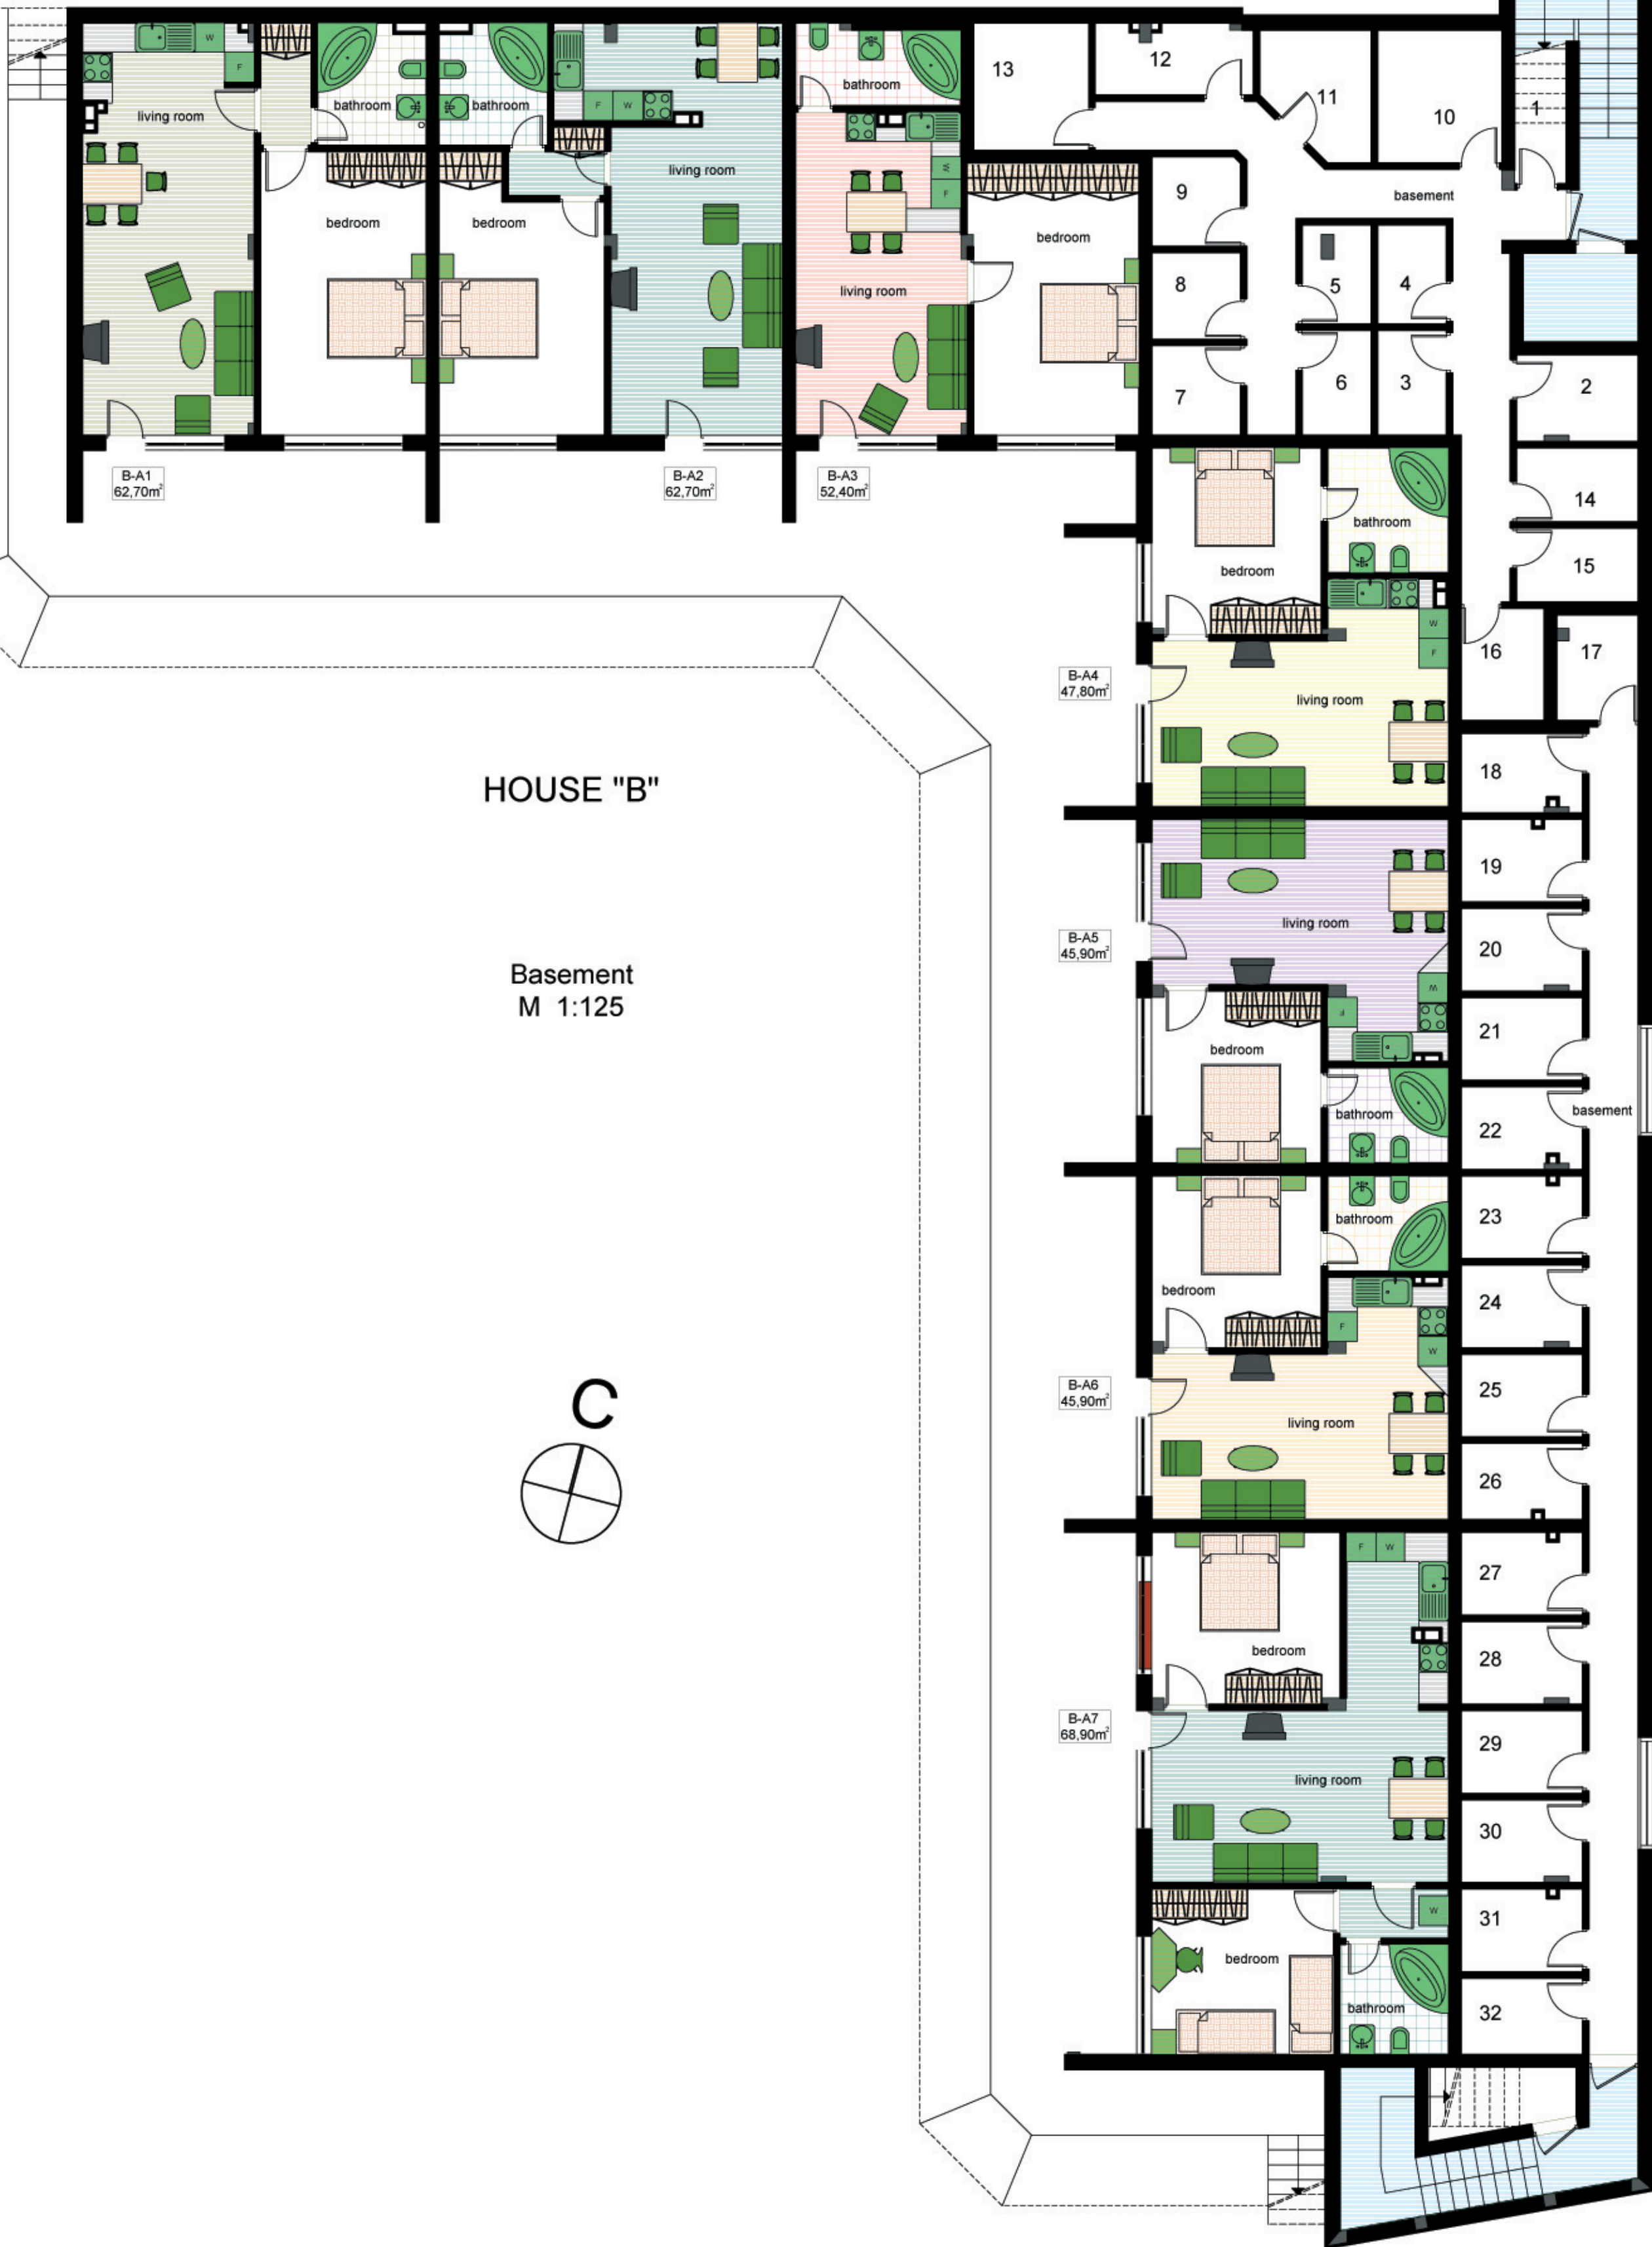 W
F
living room
bathroom
bedroom
bathroom
bedroom
F W
living room
bathroom
W
F
living room
bedroom
B-A1
62,70m²
B-A2
62,70m²
B-A3
52,40m²
13
12
11
10
1
basement
9
8
7
5
4
6
3
2
14
15
16
17
bedroom
bathroom
W
F
living room
B-A4
47,80m²
HOUSE "B"
Basement
M 1:125
C
living room
B-A5
45,90m²
W
F
bedroom
bathroom
bathroom
bedroom
F
W
B-A6
45,90m²
living room
F W
bedroom
B-A7
68,90m²
living room
W
bedroom
bathroom
18
19
20
21
basement
22
23
24
25
26
27
28
29
30
31
32